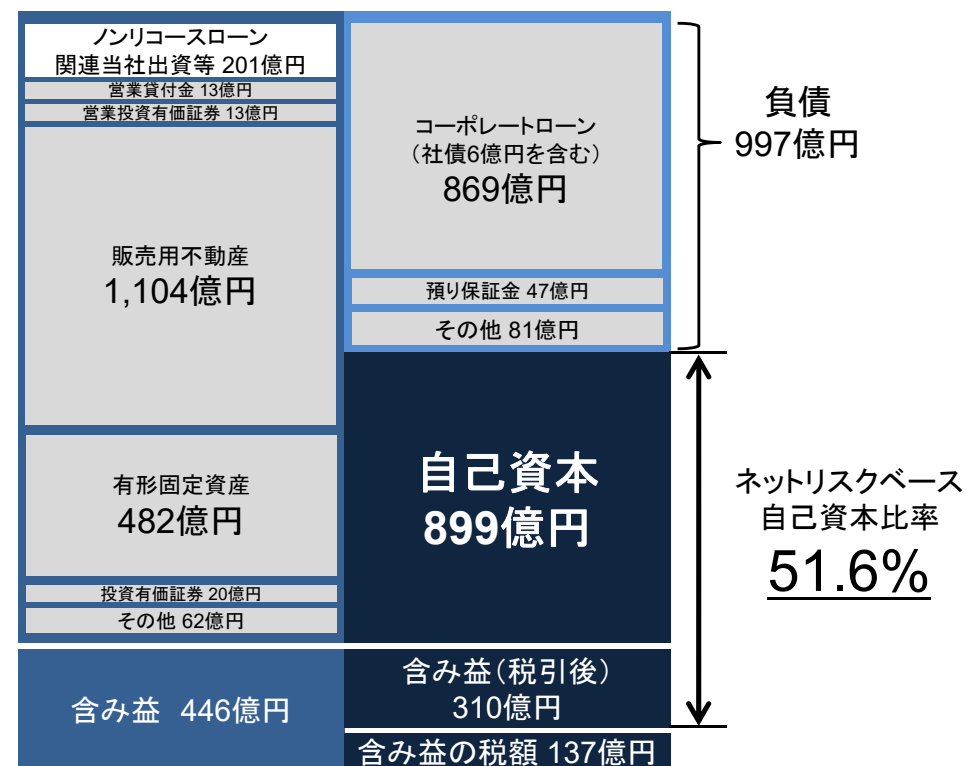 ノンリコースローン
関連当社出資等 201億円
営業貸付金 13億円
営業投資有価証券 13億円
販売用不動産
1,104億円
有形固定資産
482億円
投資有価証券 20億円
その他 62億円
含み益 446億円
コーポレートローン
（社債6億円を含む）
869億円
預り保証金 47億円
その他 81億円
自己資本
899億円
含み益（税引後）
310億円
含み益の税額 137億円
負債
997億円
ネットリスクベース
自己資本比率
51.6%